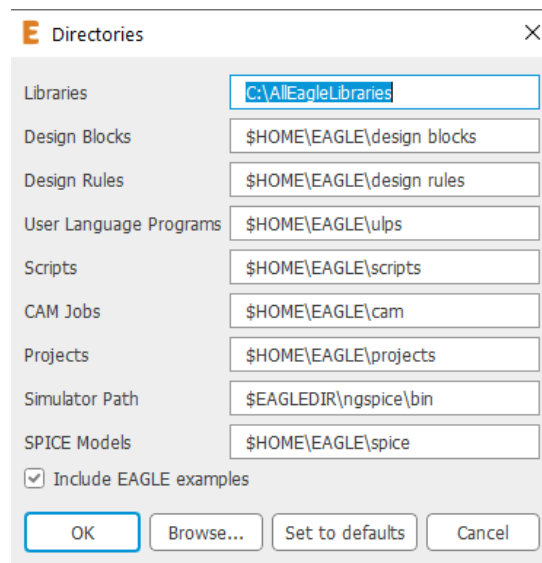 E Directories
Libraries C:\AllEagleLibraries
Design Blocks $HOME\EAGLE\design blocks
Design Rules $HOME\EAGLE\design rules
User Language Programs $HOME\EAGLE\ulps
Scripts $HOME\EAGLE\scripts
CAM Jobs $HOME\EAGLE\cam
Projects $HOME\EAGLE\projects
Simulator Path $EAGLEDIR\ngspice\bin
SPICE Models $HOME\EAGLE\spice
Include EAGLE examples
OK Browse... Set to defaults Cancel